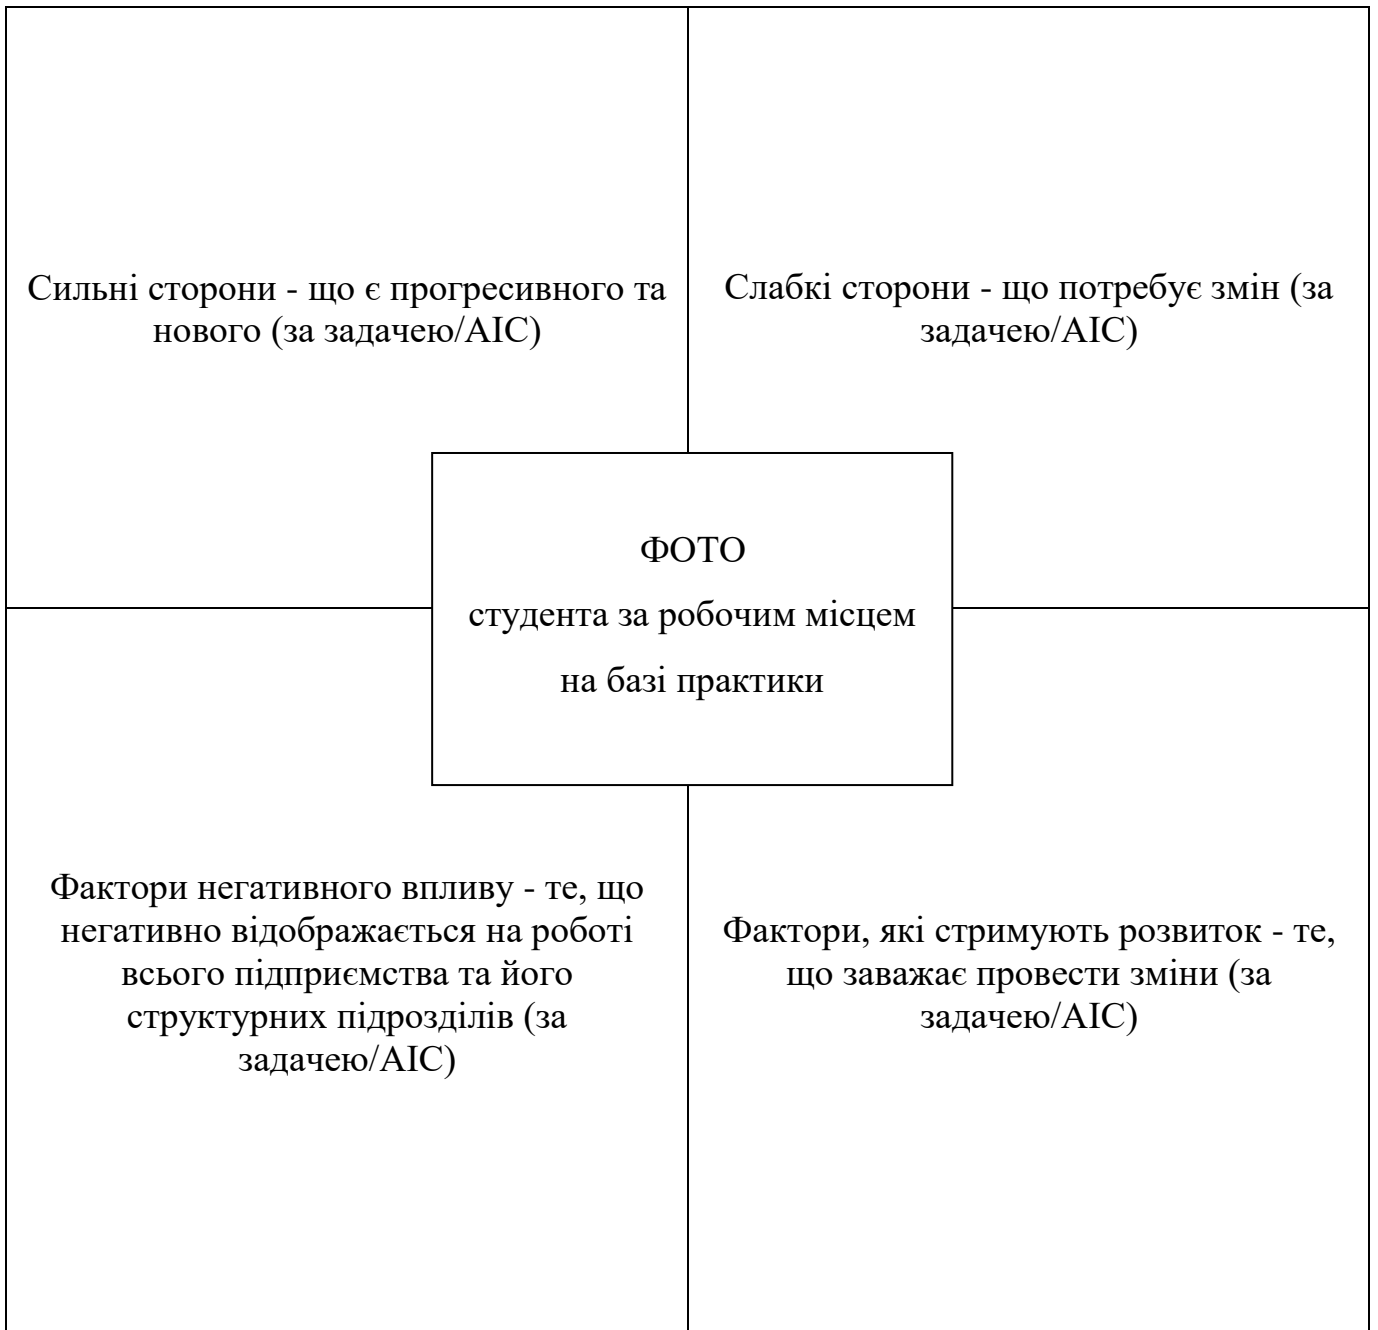 Сильні сторони - що є прогресивного та
нового (за задачею/АІС)
Слабкі сторони - що потребує змін (за
задачею/АІС)
ФОТО
студента за робочим місцем
на базі практики
Фактори негативного впливу - те, що
негативно відображається на роботі
всього підприємства та його
структурних підрозділів (за
задачею/АІС)
Фактори, які стримують розвиток - те,
що заважає провести зміни (за
задачею/АІС)